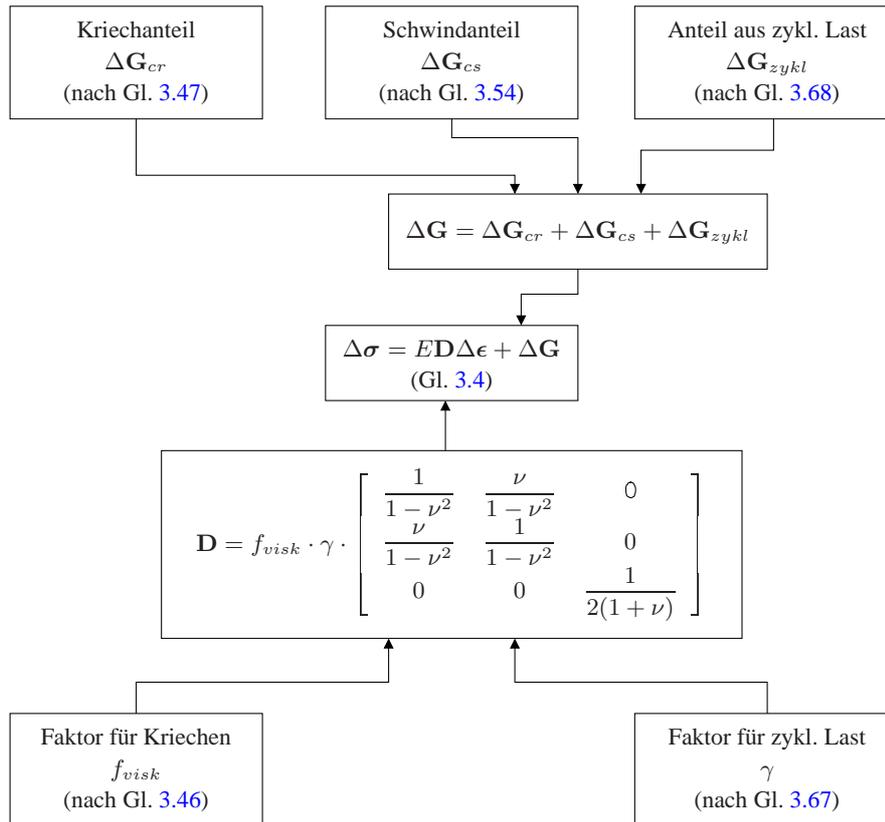 Kriechanteil
ΔG_cr
(nach Gl. 3.47)
Schwindanteil
ΔG_cs
(nach Gl. 3.54)
Anteil aus zykl. Last
ΔG_zykl
(nach Gl. 3.68)
ΔG = ΔG_cr + ΔG_cs + ΔG_zykl
Δσ = EDΔϵ + ΔG
(Gl. 3.4)
D = f_visk · γ · [
1/(1 − ν²) ν/(1 − ν²) 0
ν/(1 − ν²) 1/(1 − ν²) 0
0 0 1/(2(1 + ν))
]
Faktor für Kriechen
f_visk
(nach Gl. 3.46)
Faktor für zykl. Last
γ
(nach Gl. 3.67)